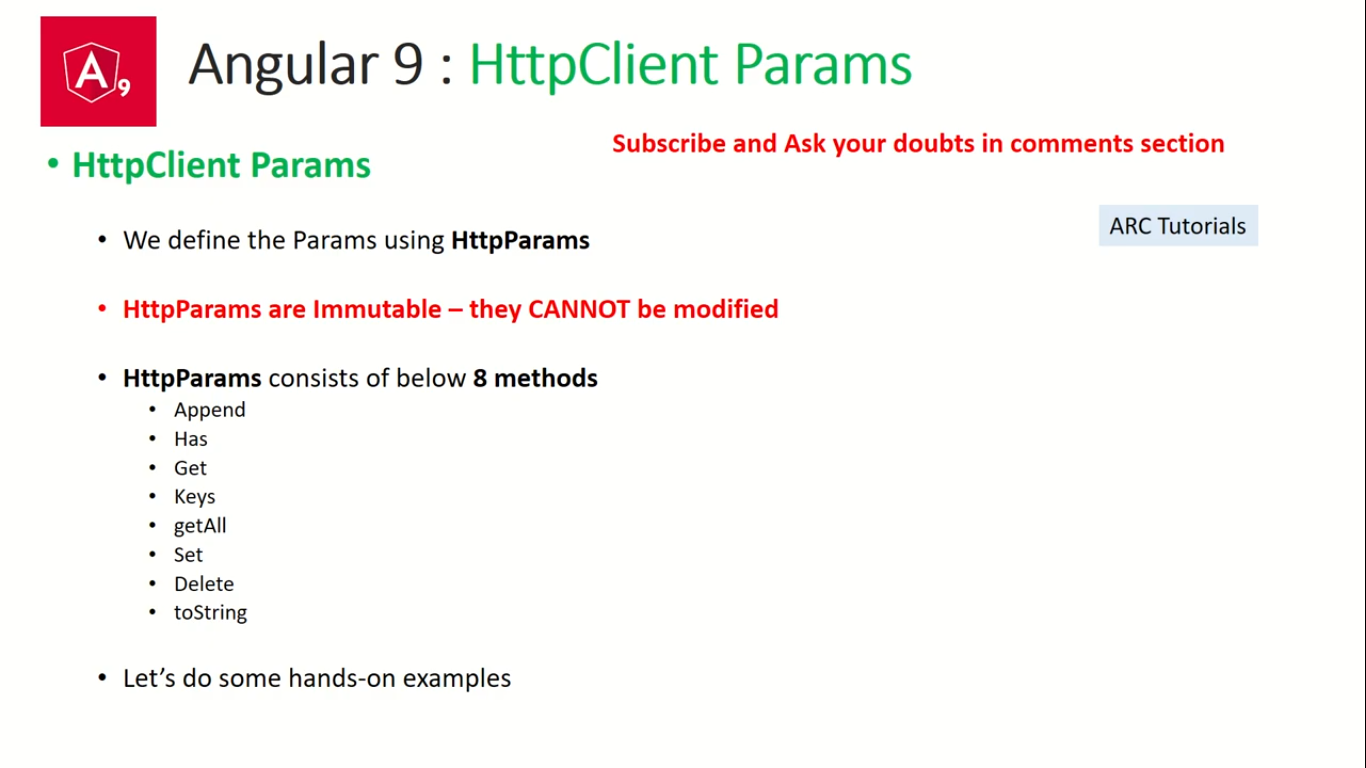 A9
Angular 9 : HttpClient Params
Subscribe and Ask your doubts in comments section
• HttpClient Params
ARC Tutorials
• We define the Params using HttpParams
• HttpParams are Immutable – they CANNOT be modified
• HttpParams consists of below 8 methods
• Append
• Has
• Get
• Keys
• getAll
• Set
• Delete
• toString
• Let’s do some hands-on examples